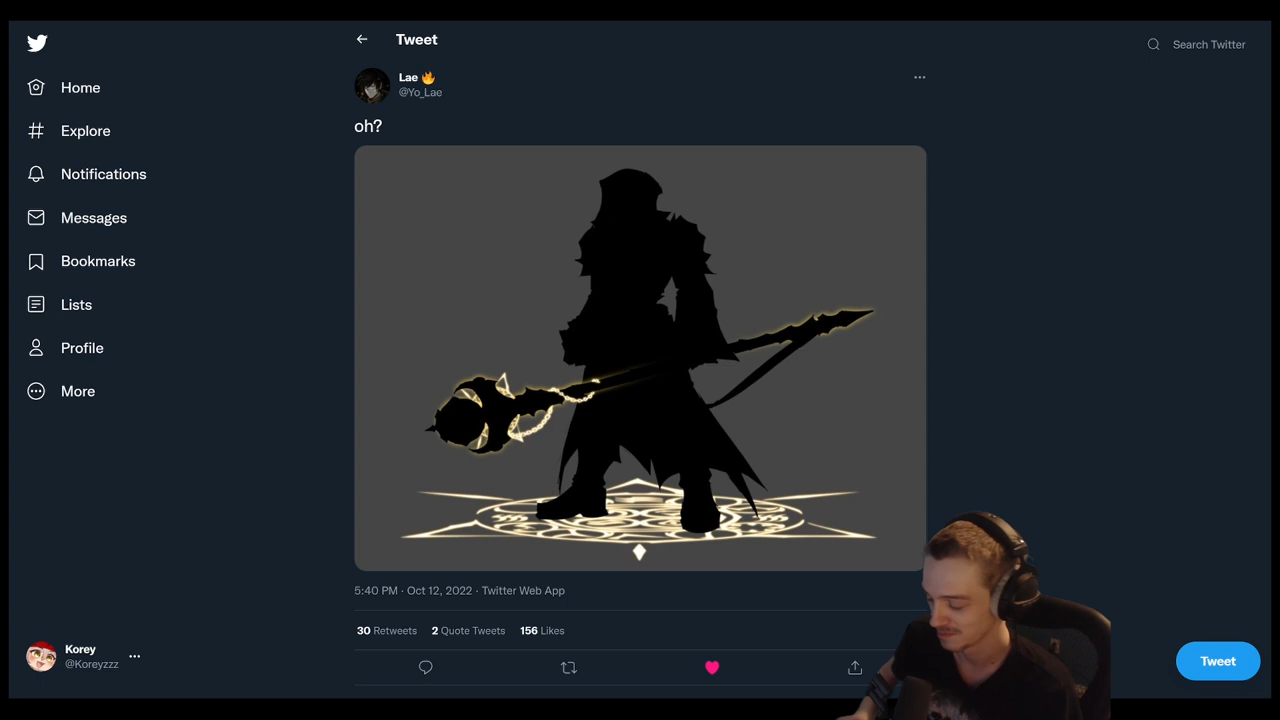 Tweet
Search Twitter
Home
Explore
Notifications
Messages
Bookmarks
Lists
Profile
More
Korey
@Koreyzzz
Lae 🔥
@Yo_Lae
oh?
5:40 PM · Oct 12, 2022 · Twitter Web App
30 Retweets 2 Quote Tweets 156 Likes
Tweet